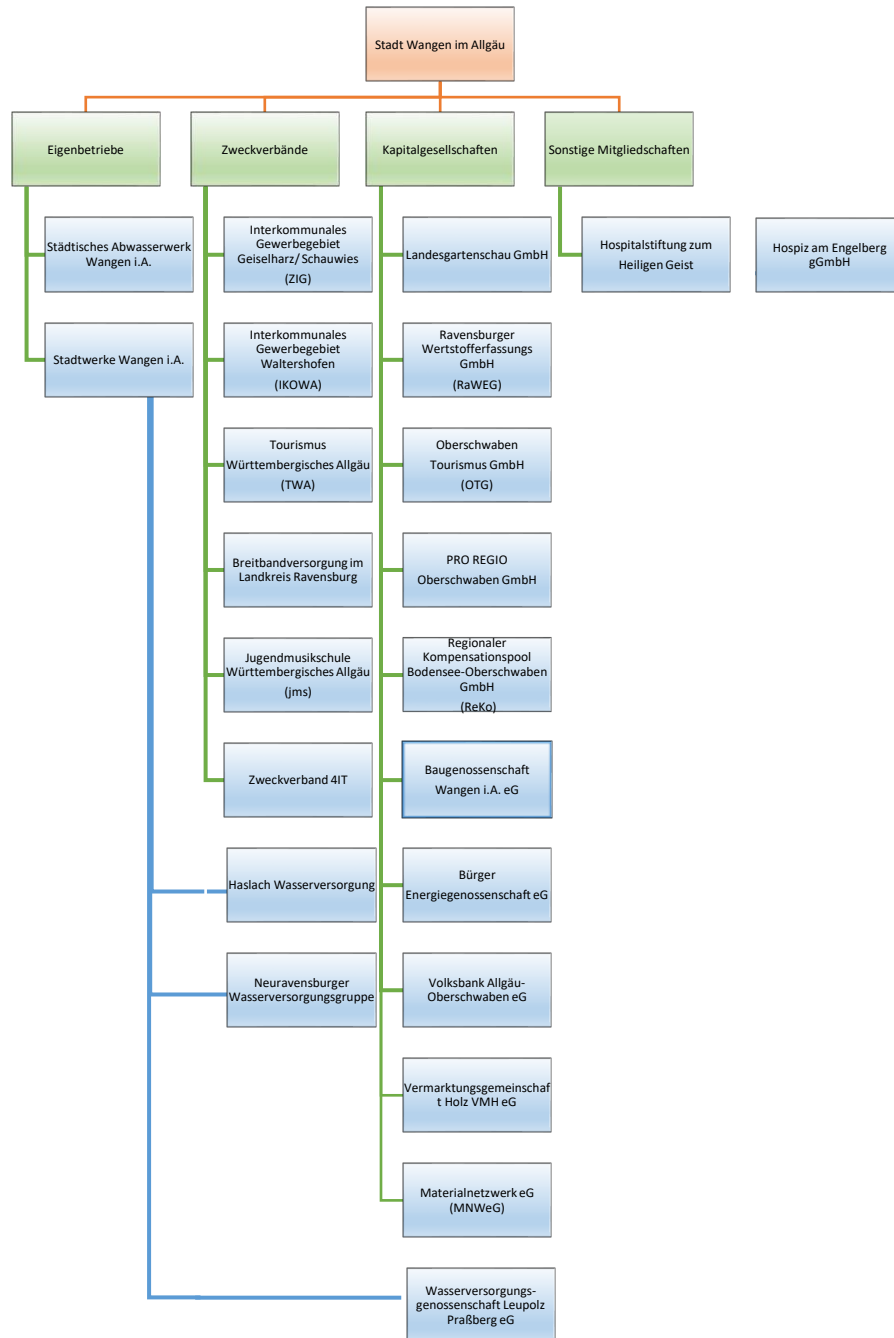 Stadt Wangen im Allgäu
Eigenbetriebe
Zweckverbände
Kapitalgesellschaften
Sonstige Mitgliedschaften
Städtisches Abwasserwerk
Wangen i.A.
Stadtwerke Wangen i.A.
Interkommunales
Gewerbegebiet
Geiselharz/ Schauwies
(ZIG)
Interkommunales
Gewerbegebiet
Waltershofen
(IKOWA)
Tourismus
Württembergisches Allgäu
(TWA)
Breitbandversorgung im
Landkreis Ravensburg
Jugendmusikschule
Württembergisches Allgäu
(jms)
Zweckverband 4IT
Haslach Wasserversorgung
Neuravensburger
Wasserversorgungsgruppe
Landesgartenschau GmbH
Ravensburger
Wertstofferfassungs
GmbH
(RaWEG)
Oberschwaben
Tourismus GmbH
(OTG)
PRO REGIO
Oberschwaben GmbH
Regionaler
Kompensationspool
Bodensee-Oberschwaben
GmbH
(ReKo)
Baugenossenschaft
Wangen i.A. eG
Bürger
Energiegenossenschaft eG
Volksbank Allgäu-
Oberschwaben eG
Vermarktungsgemeinschaf
t Holz VMH eG
Materialnetzwerk eG
(MNWeG)
Wasserversorgungs-
genossenschaft Leupolz
Praßberg eG
Hospitalstiftung zum
Heiligen Geist
Hospiz am Engelberg
gGmbH